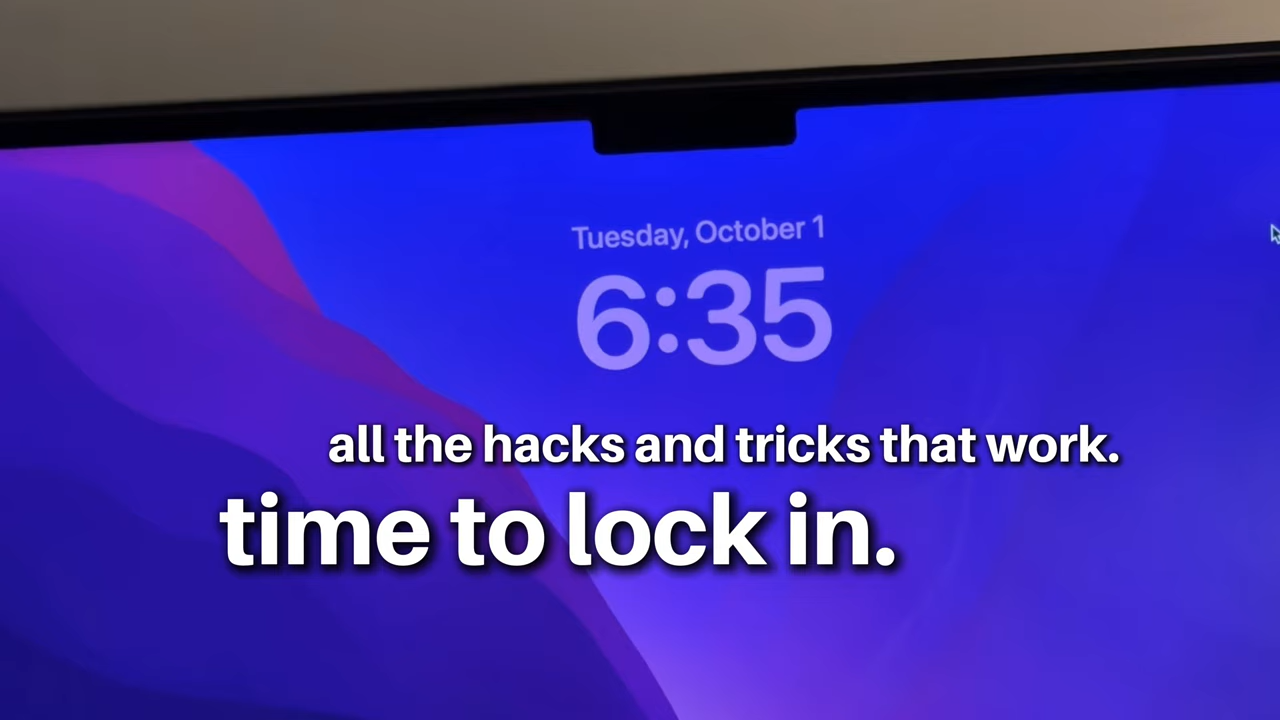 Tuesday, October 1
6:35
all the hacks and tricks that work.
time to lock in.